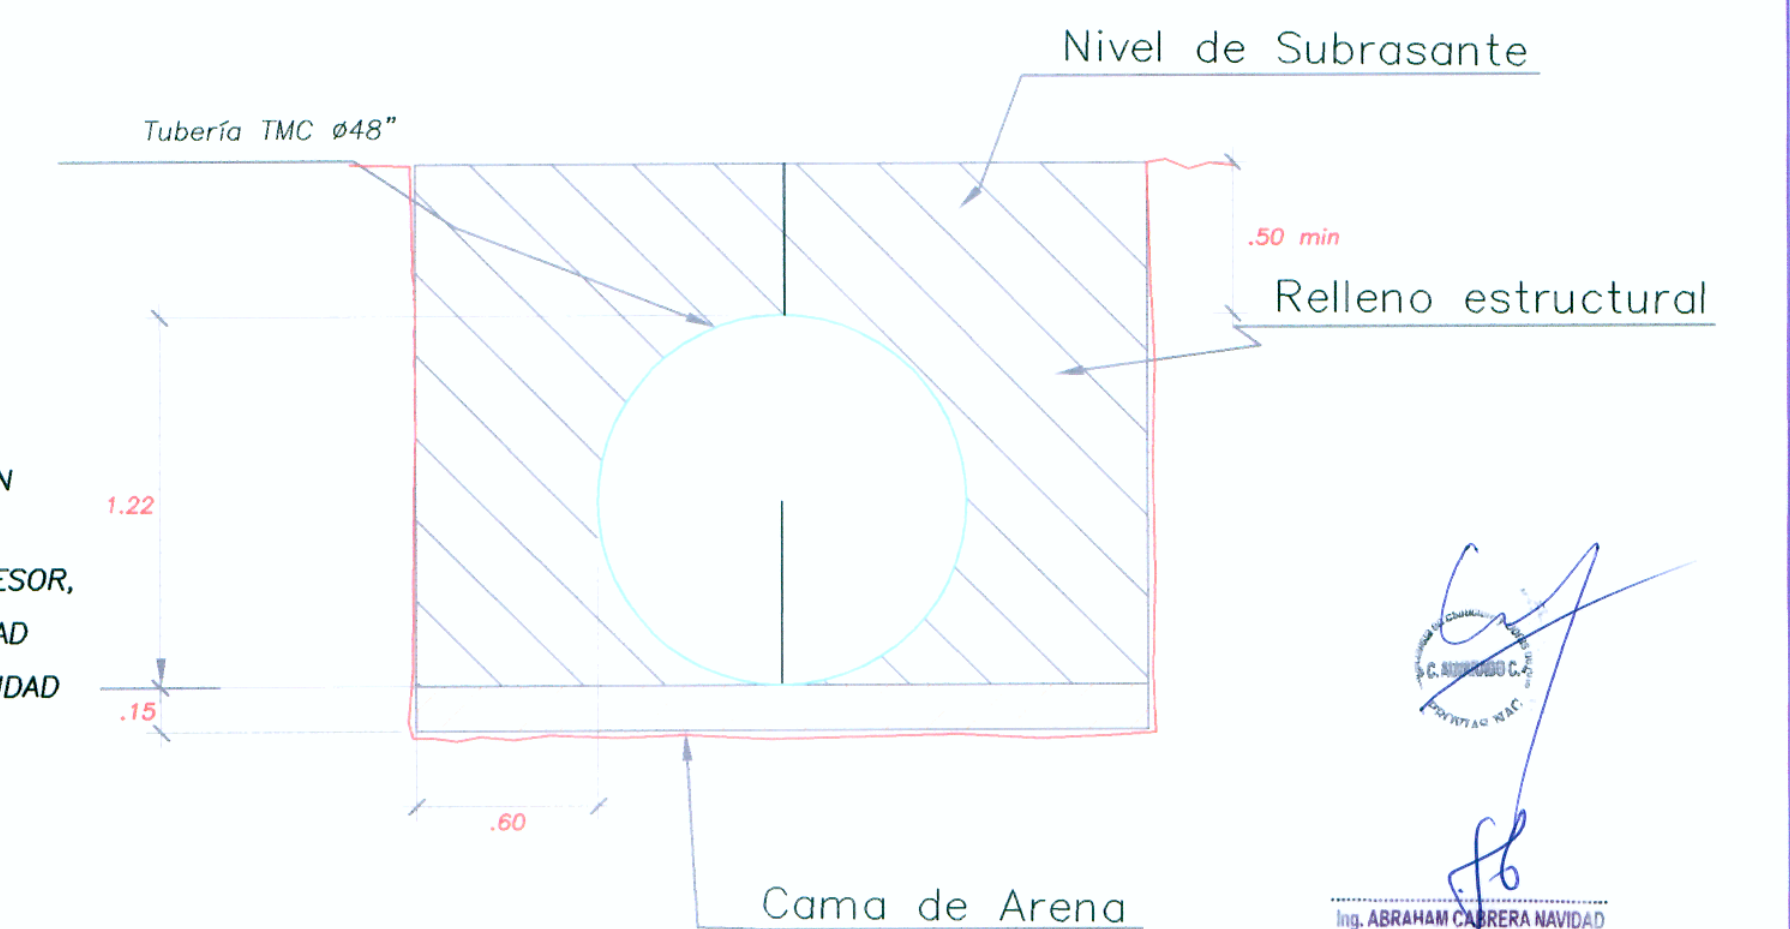 Nivel de Subrasante
Tubería TMC ø48"
.50 min
Relleno estructural
N
1.22
ESOR,
AD
IDAD
.15
.60
C.
C.
Cama de Arena
Ing. ABRAHAM CABRERA NAVIDAD